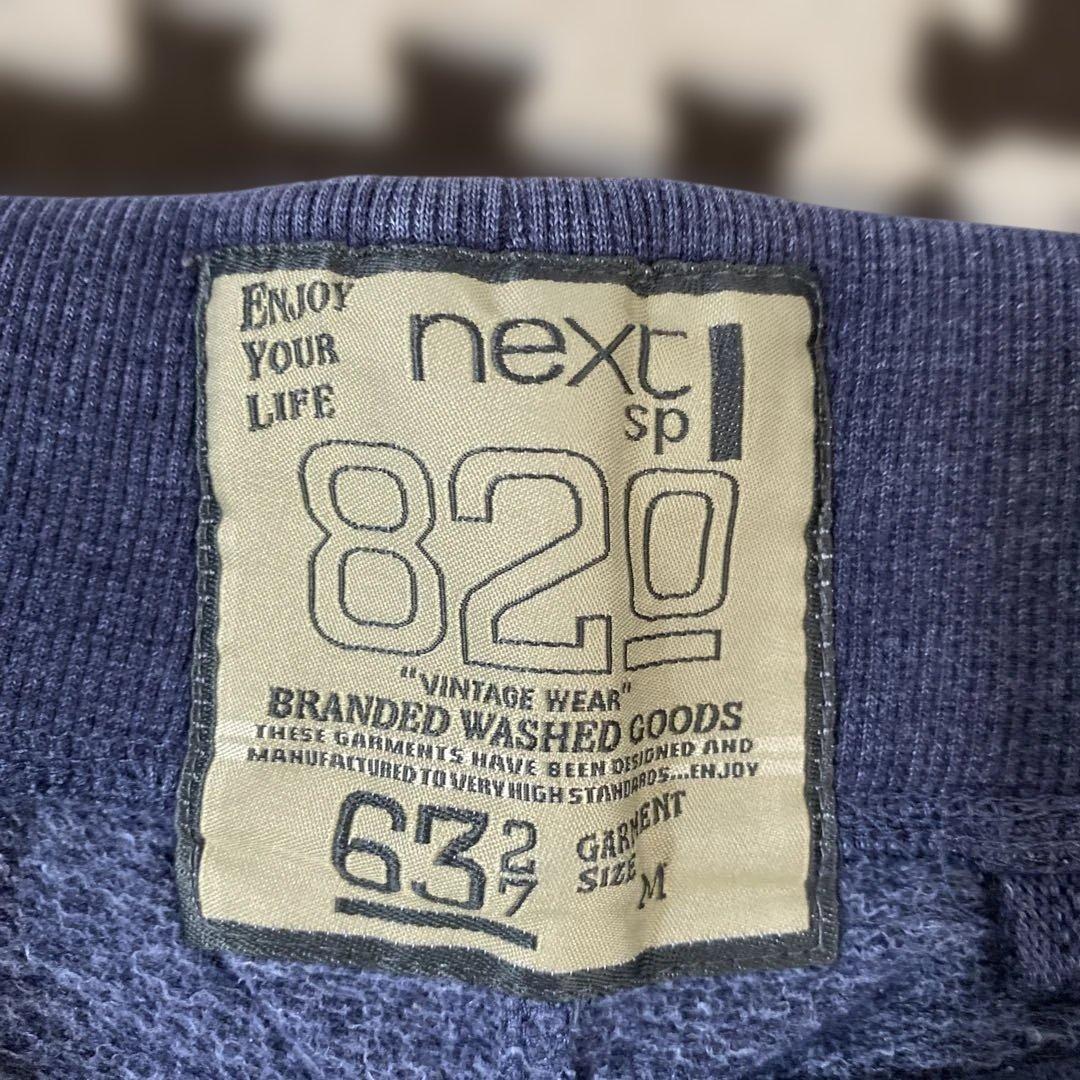 ENJOY
YOUR
LIFE
next
sp
820
"VINTAGE WEAR"
BRANDED WASHED GOODS
THESE GARMENTS HAVE BEEN DESIGNED AND
MANUFACTURED TO VERY HIGH STANDARDS...ENJOY
63 2
7
GARMENT
SIZE M